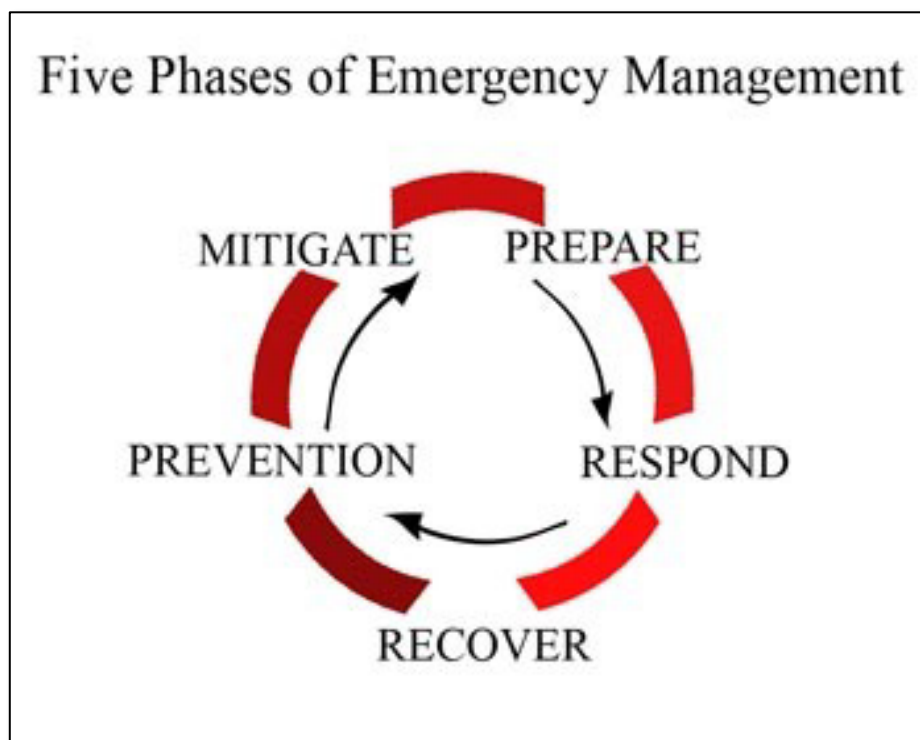 Five Phases of Emergency Management
MITIGATE
PREPARE
PREVENTION
RESPOND
RECOVER